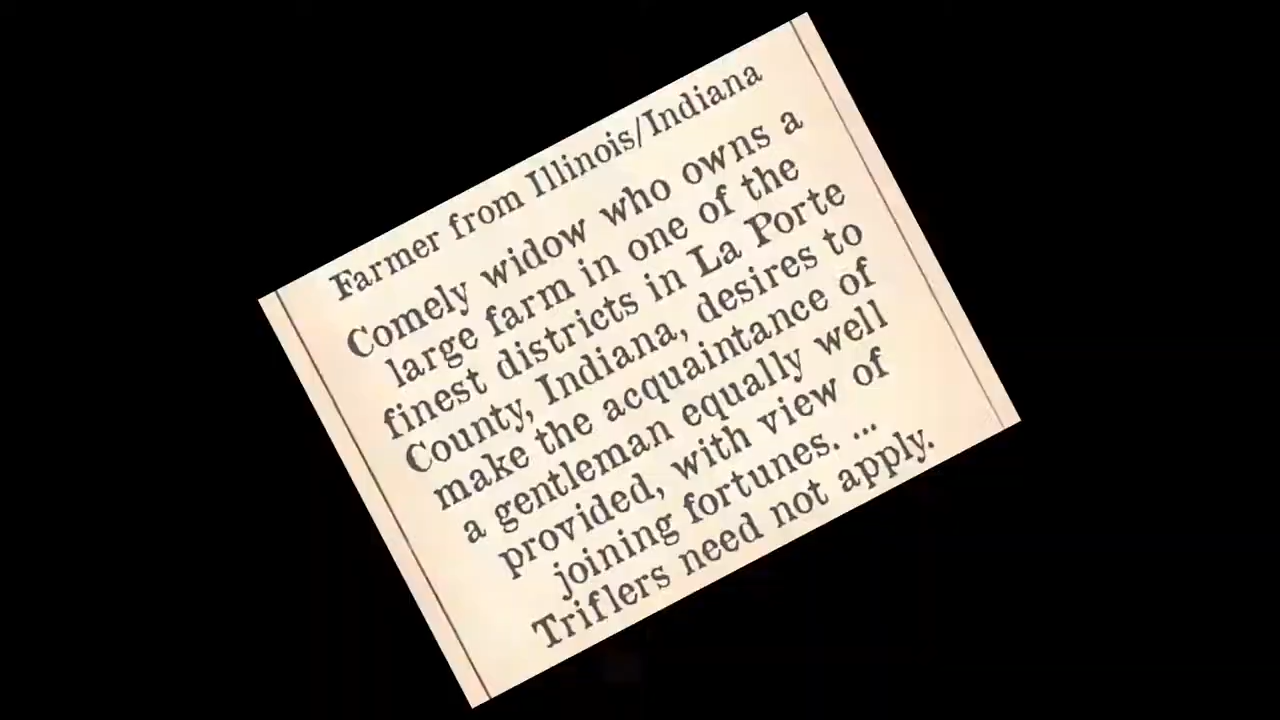 Farmer from Illinois/Indiana
Comely widow who owns a
large farm in one of the
finest districts in La Porte
County, Indiana, desires to
make the acquaintance of
a gentleman equally well
provided, with view of
joining fortunes. ...
Triflers need not apply.